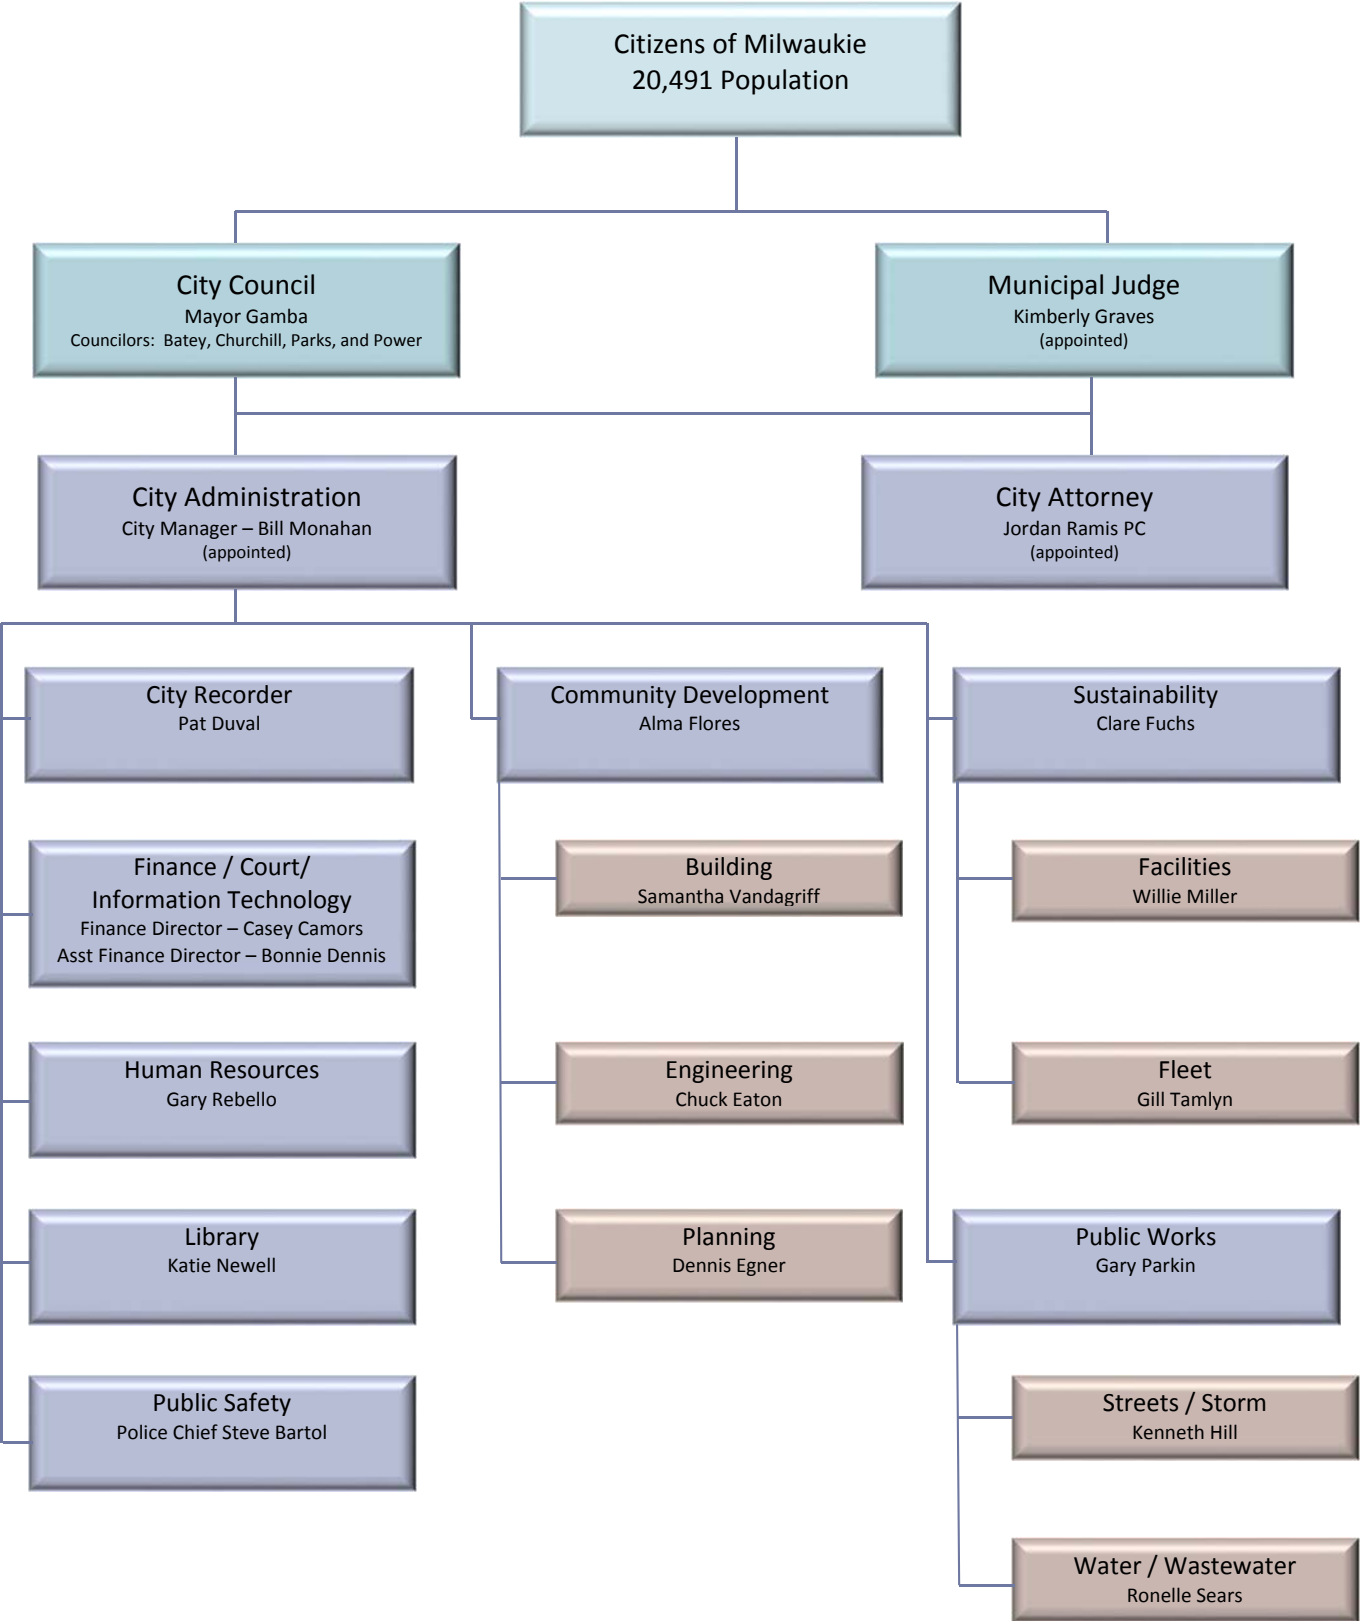 Citizens of Milwaukie
20,491 Population
City Council
Mayor Gamba
Councilors: Batey, Churchill, Parks, and Power
Municipal Judge
Kimberly Graves
(appointed)
City Administration
City Manager – Bill Monahan
(appointed)
City Attorney
Jordan Ramis PC
(appointed)
City Recorder
Pat Duval
Finance / Court/
Information Technology
Finance Director – Casey Camors
Asst Finance Director – Bonnie Dennis
Human Resources
Gary Rebello
Library
Katie Newell
Public Safety
Police Chief Steve Bartol
Community Development
Alma Flores
Building
Samantha Vandagriff
Engineering
Chuck Eaton
Planning
Dennis Egner
Sustainability
Clare Fuchs
Facilities
Willie Miller
Fleet
Gill Tamlyn
Public Works
Gary Parkin
Streets / Storm
Kenneth Hill
Water / Wastewater
Ronelle Sears